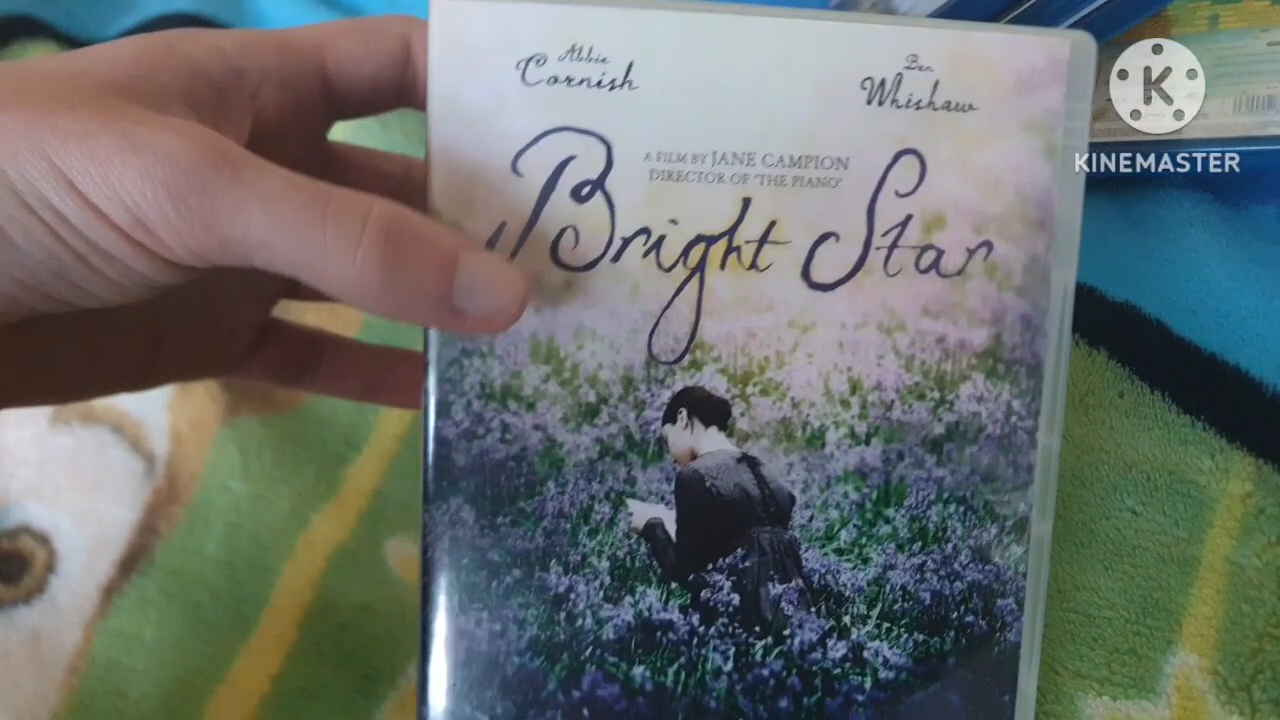 Abbie
Cornish
Ben
Whishaw
A FILM BY JANE CAMPION
DIRECTOR OF 'THE PIANO'
Bright Star
K
KINEMASTER